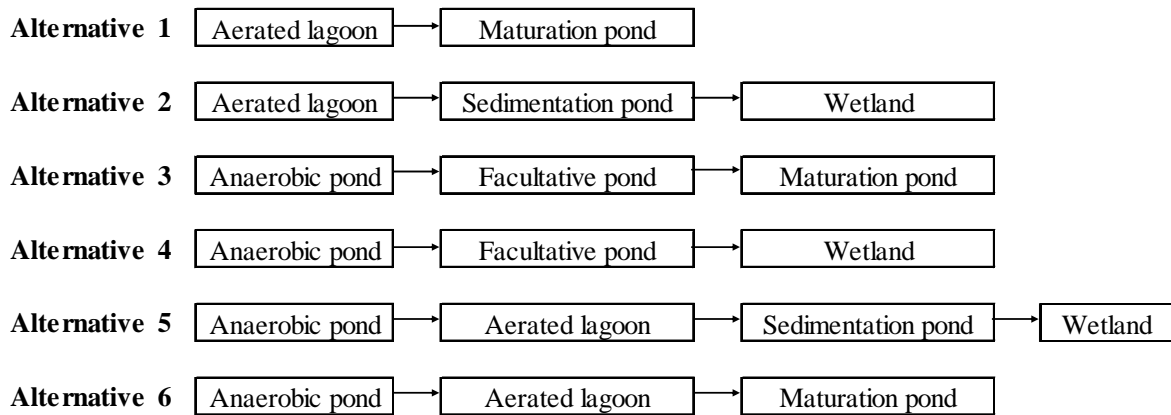 Alternative 1 Aerated lagoon Maturation pond
Alternative 2 Aerated lagoon Sedimentation pond Wetland
Alternative 3 Anaerobic pond Facultative pond Maturation pond
Alternative 4 Anaerobic pond Facultative pond Wetland
Alternative 5 Anaerobic pond Aerated lagoon Sedimentation pond Wetland
Alternative 6 Anaerobic pond Aerated lagoon Maturation pond